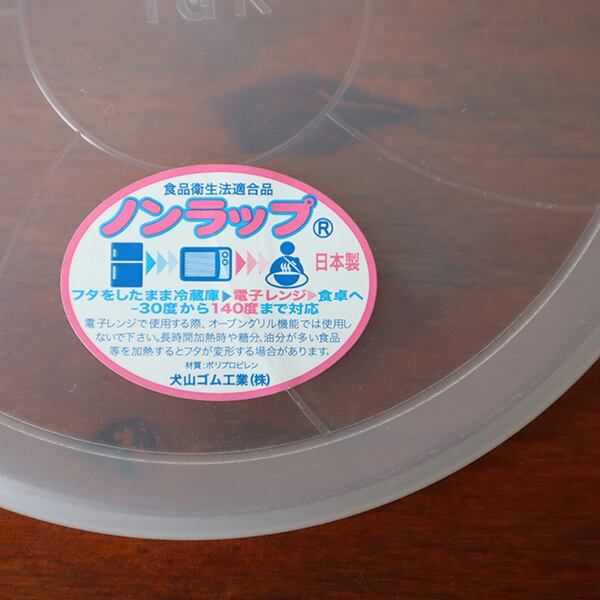 食品衛生法適合品
ノンラップ®
日本製
フタをしたまま冷蔵庫▶電子レンジ▶食卓へ
-30度から140度まで対応
電子レンジで使用する際、オーブングリル機能では使用し
ないで下さい。長時間加熱時や糖分、油分が多い食品
等を加熱するとフタが変形する場合があります。
材質:ポリプロピレン
犬山ゴム工業(株)